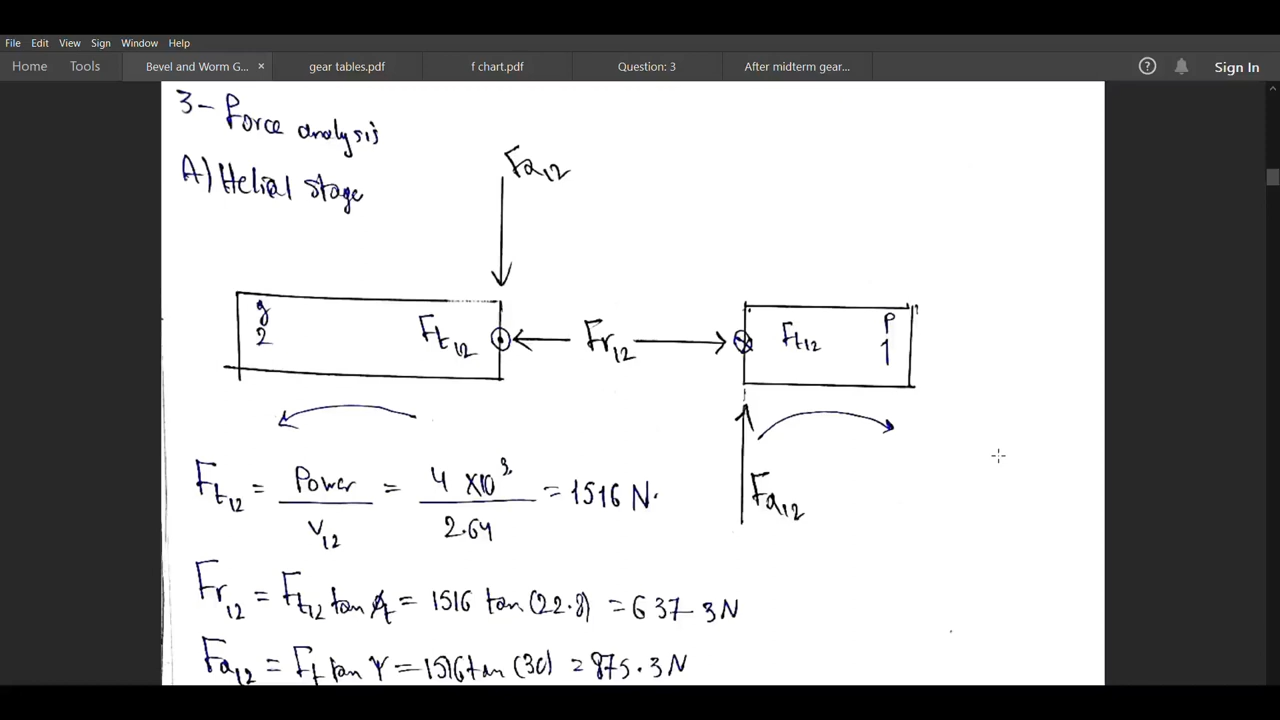 File Edit View Sign Window Help
Home Tools Bevel and Worm G... × gear tables.pdf f chart.pdf Question: 3 After midterm gear... ? Sign In
3- Force analysis
A) Helical stage
Fa12
g
2
Ft12
Fr12
Ft12
P
1
Fa12
Ft12 = Power / V12 = 4 x10^3 / 2.64 = 1516 N.
Fr12 = Ft12 tan φt = 1516 tan (22.8) = 637.3N
Fa12 = Ft tan Ψ = 1516 tan (30) = 875.3 N